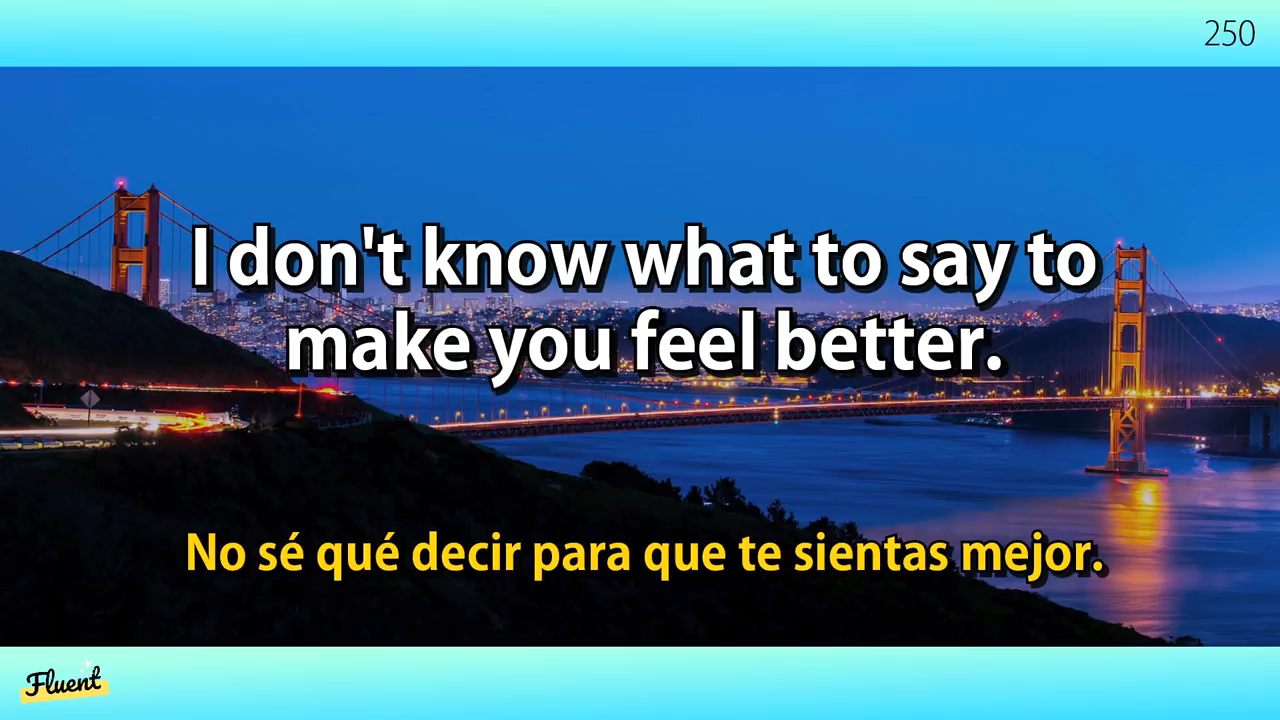 250
I don't know what to say to
make you feel better.
No sé qué decir para que te sientas mejor.
Fluent